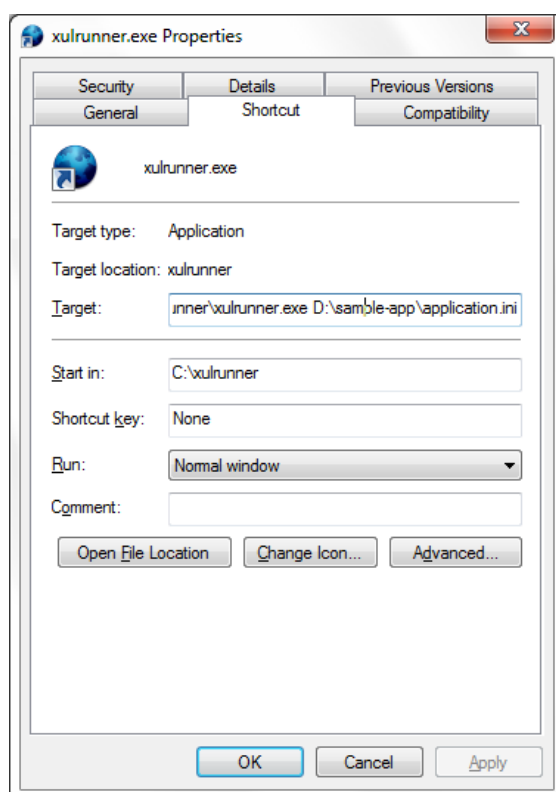 xulrunner.exe Properties
Security Details Previous Versions
General Shortcut Compatibility
xulrunner.exe
Target type: Application
Target location: xulrunner
Target: ınner\xulrunner.exe D:\sample-app\application.ini
Start in: C:\xulrunner
Shortcut key: None
Run: Normal window
Comment:
Open File Location Change Icon... Advanced...
OK Cancel Apply